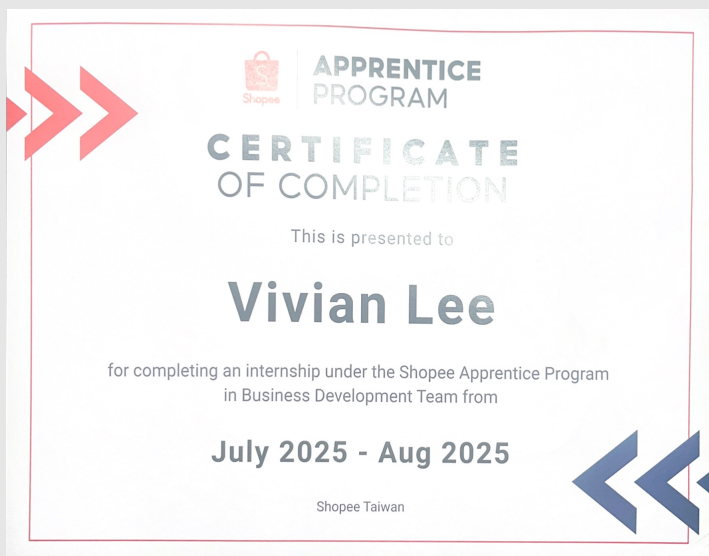 APPRENTICE
PROGRAM
Shopee
CERTIFICATE
OF COMPLETION
This is presented to
Vivian Lee
for completing an internship under the Shopee Apprentice Program
in Business Development Team from
July 2025 - Aug 2025
Shopee Taiwan